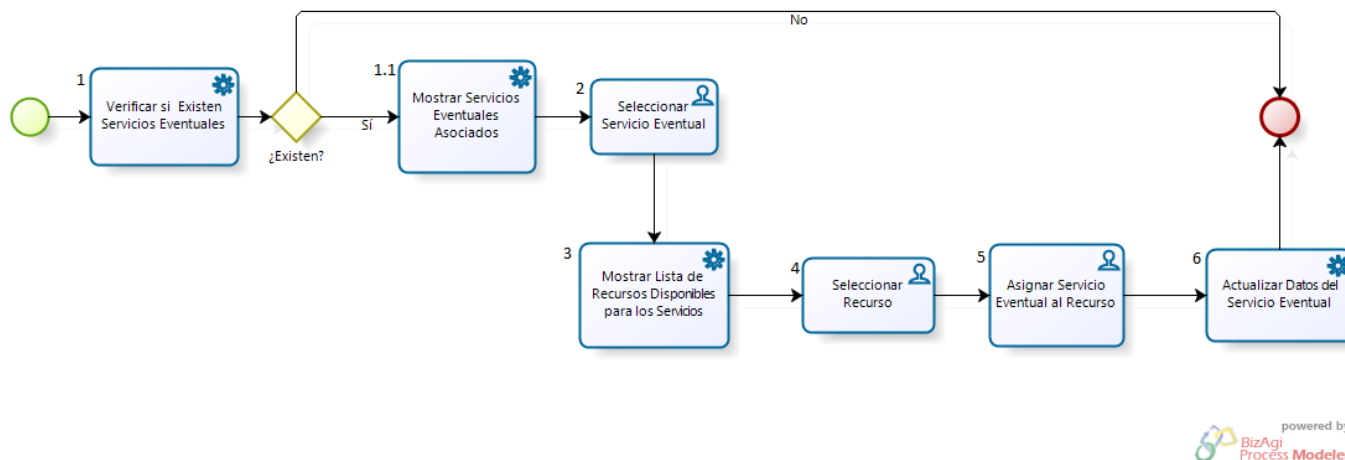 No
1
Verificar si Existen
Servicios Eventuales
¿Existen?
Sí
1.1
Mostrar Servicios
Eventuales
Asociados
2
Seleccionar
Servicio Eventual
3
Mostrar Lista de
Recursos Disponibles
para los Servicios
4
Seleccionar
Recurso
5
Asignar Servicio
Eventual al Recurso
6
Actualizar Datos del
Servicio Eventual
powered by
BizAgi
Process Modele